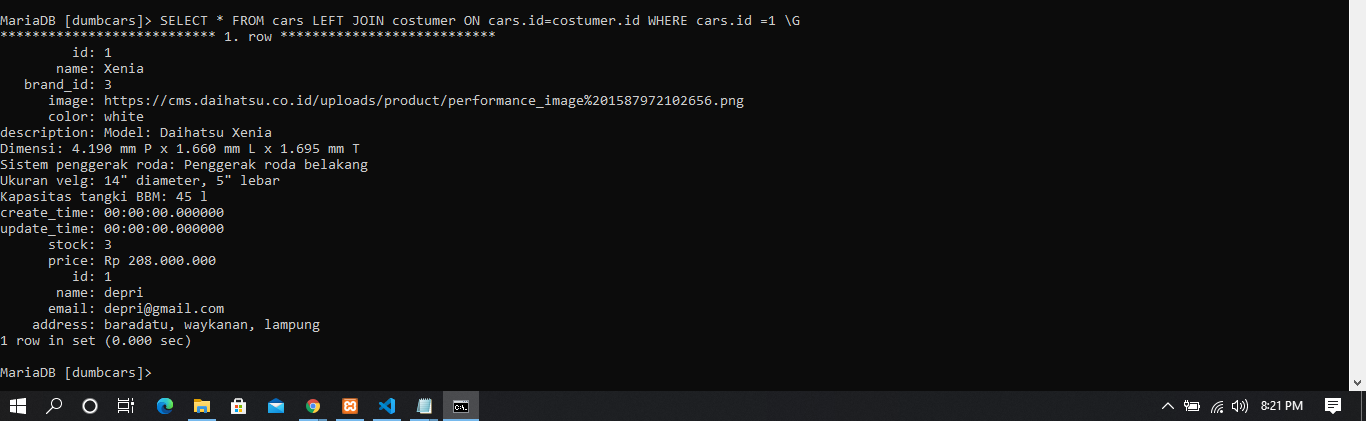 MariaDB [dumbcars]> SELECT * FROM cars LEFT JOIN costumer ON cars.id=costumer.id WHERE cars.id =1 \G
*************************** 1. row ***************************
id: 1
name: Xenia
brand_id: 3
image: https://cms.daihatsu.co.id/uploads/product/performance_image%201587972102656.png
color: white
description: Model: Daihatsu Xenia
Dimensi: 4.190 mm P x 1.660 mm L x 1.695 mm T
Sistem penggerak roda: Penggerak roda belakang
Ukuran velg: 14" diameter, 5" lebar
Kapasitas tangki BBM: 45 l
create_time: 00:00:00.000000
update_time: 00:00:00.000000
stock: 3
price: Rp 208.000.000
id: 1
name: depri
email: depri@gmail.com
address: baradatu, waykanan, lampung
1 row in set (0.000 sec)
MariaDB [dumbcars]>
8:21 PM